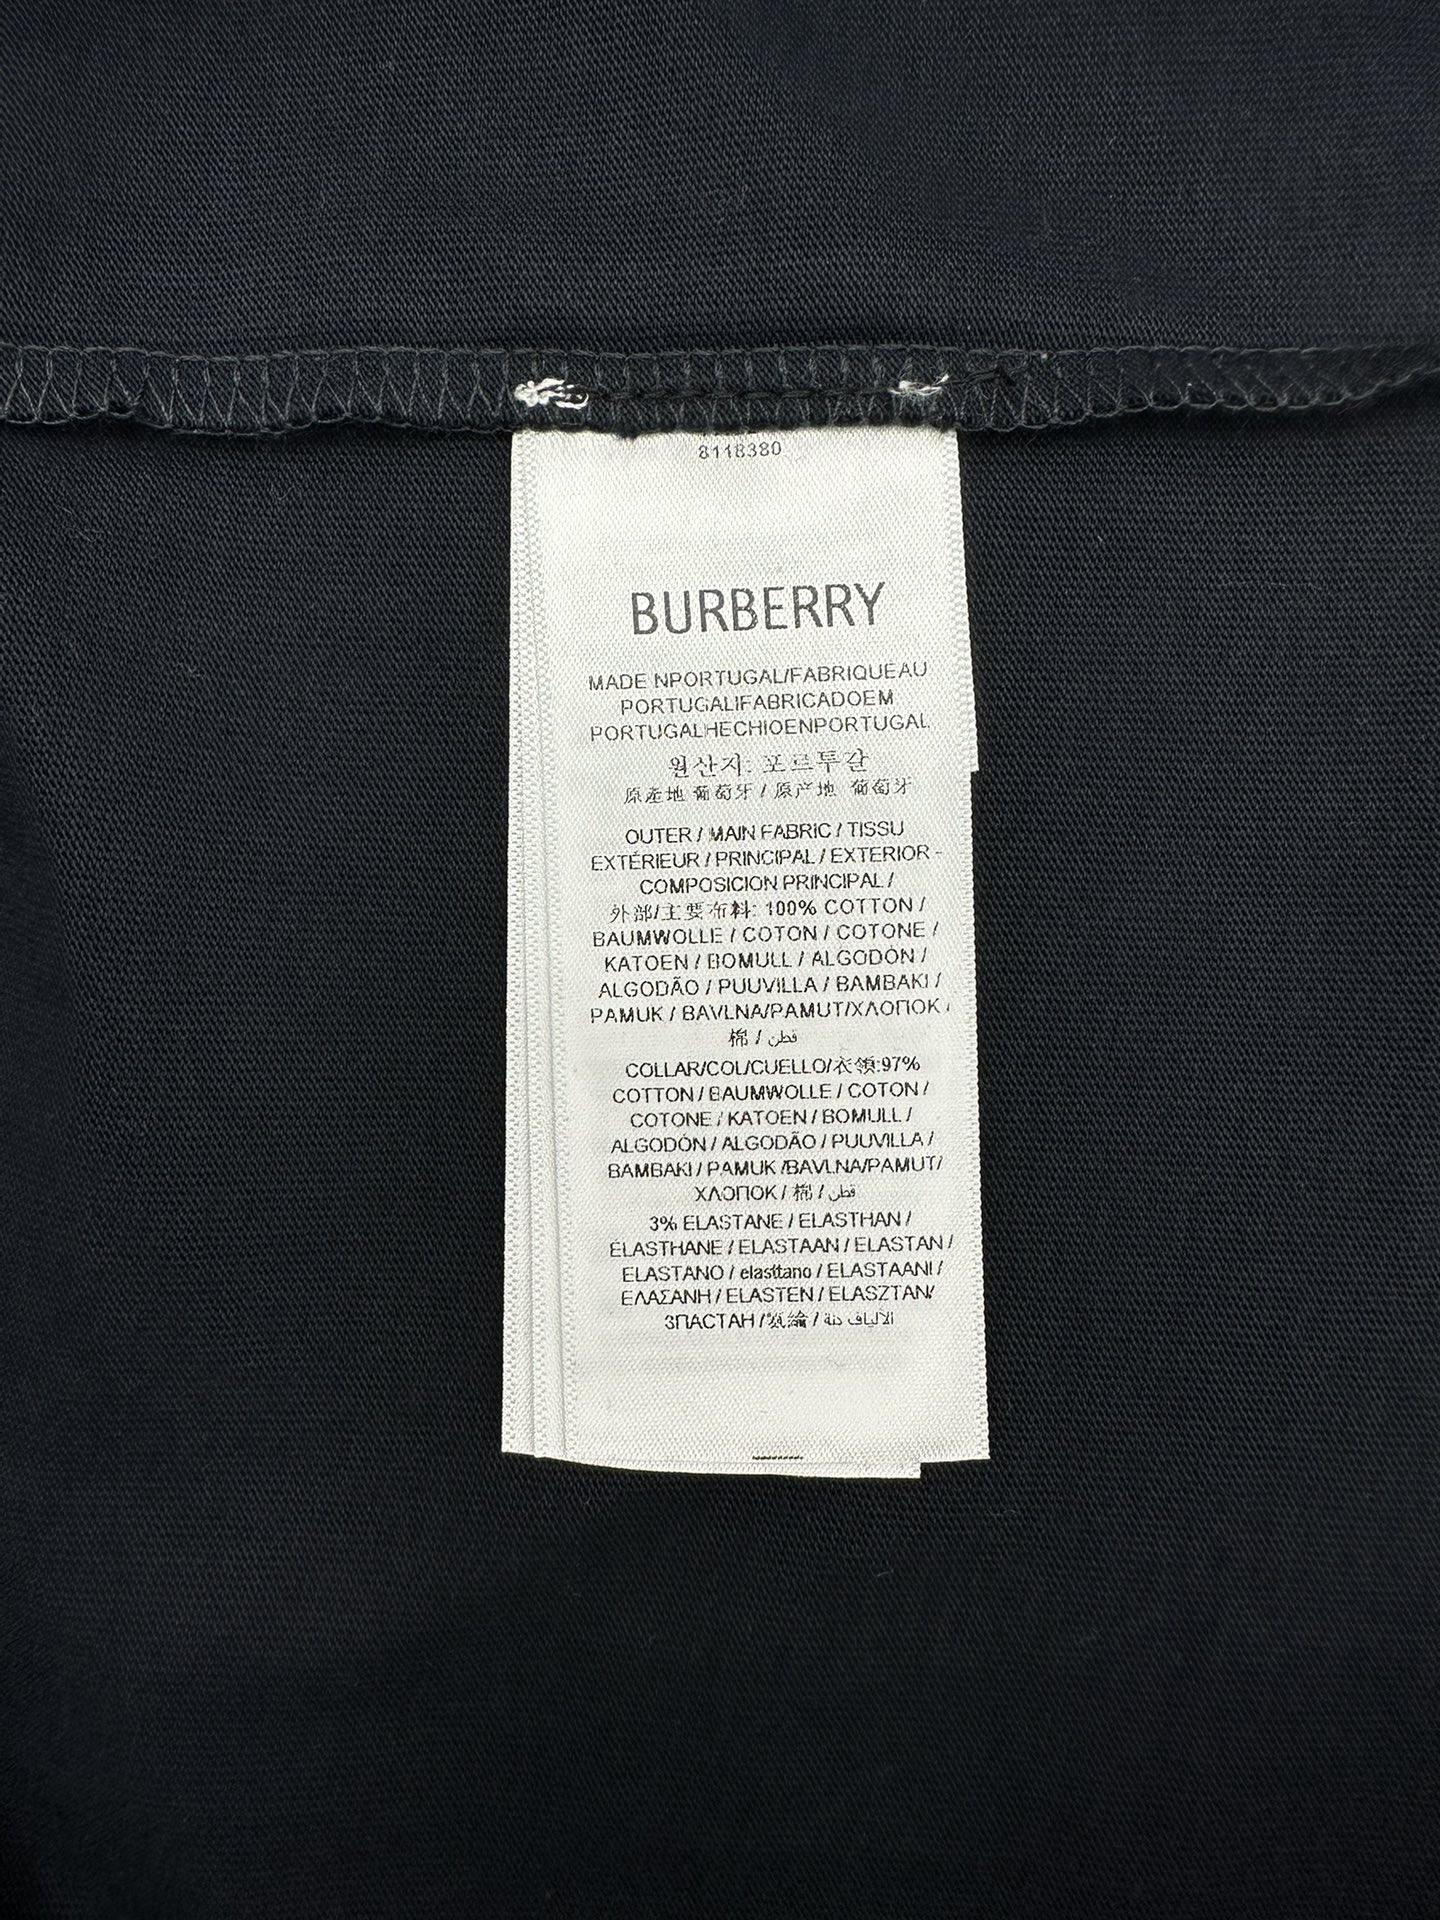 8118380
BURBERRY
MADE NPORTUGAL/FABRIQUEAU
PORTUGALIFABRICADOEM
PORTUGALHECHIOENPORTUGAL
원산지: 포르투갈
原產地 葡萄牙 / 原产地 葡萄牙
OUTER / MAIN FABRIC / TISSU
EXTÉRIEUR / PRINCIPAL / EXTERIOR -
COMPOSICION PRINCIPAL /
外部/主要布料: 100% COTTON /
BAUMWOLLE / COTON / COTONE /
KATOEN / BOMULL / ALGODÓN /
ALGODÃO / PUUVILLA / BAMBAKI /
PAMUK / BAVLNA/PAMUT/ХΛОПОК /
棉 / قطن
COLLAR/COL/CUELLO/衣領:97%
COTTON / BAUMWOLLE / COTON /
COTONE / KATOEN / BOMULL /
ALGODÓN / ALGODÃO / PUUVILLA /
BAMBAKI / PAMUK /BAVLNA/PAMUT/
ХΛОПОК / 棉 / قطن
3% ELASTANE / ELASTHAN /
ÉLASTHANE / ELASTAAN / ELASTAN /
ELASTANO / elasttano / ELASTAANI /
ΕΛΑΣΑΝΗ / ELASTEN / ELASZTAN/
ЗПАСТАН / 氨綸 / الالياف